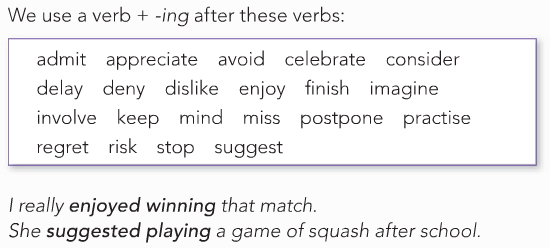 We use a verb + -ing after these verbs:
admit appreciate avoid celebrate consider
delay deny dislike enjoy finish imagine
involve keep mind miss postpone practise
regret risk stop suggest
I really enjoyed winning that match.
She suggested playing a game of squash after school.